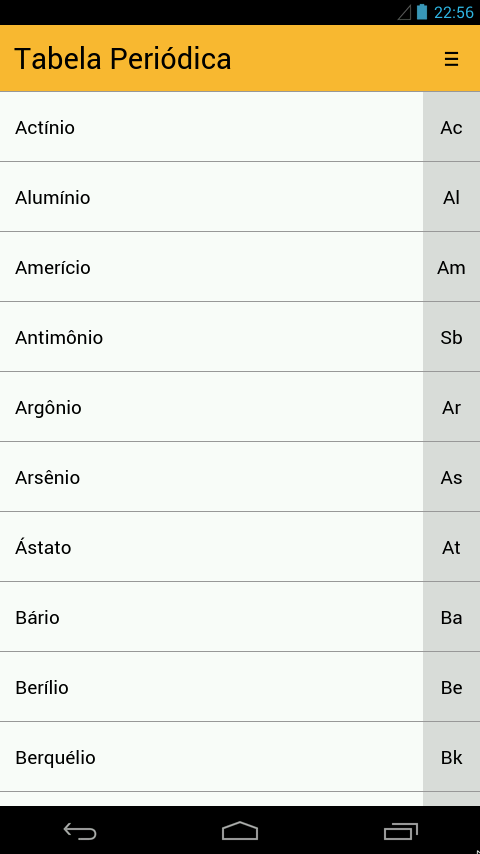 22:56
Tabela Periódica
Actínio Ac
Alumínio Al
Amerício Am
Antimônio Sb
Argônio Ar
Arsênio As
Ástato At
Bário Ba
Berílio Be
Berquélio Bk